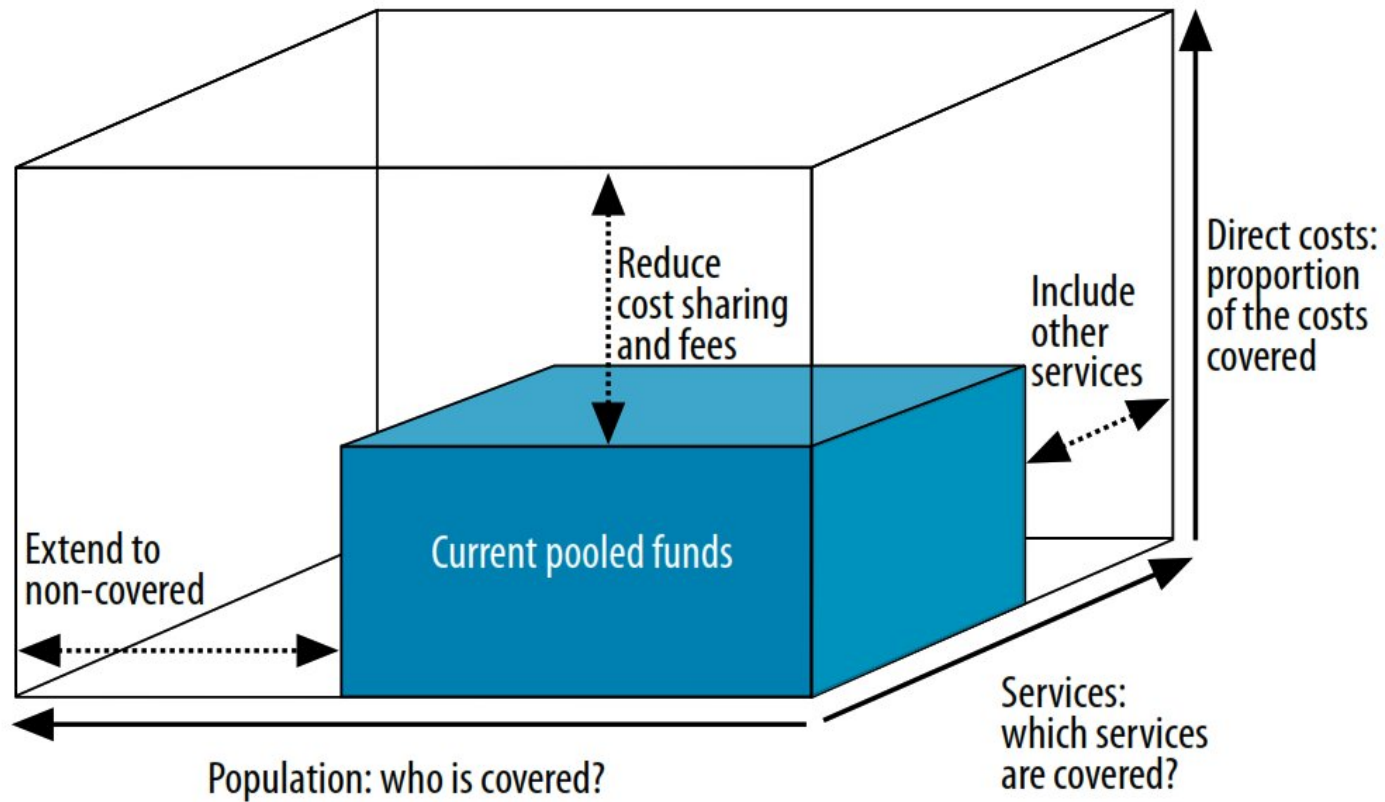 Reduce
cost sharing
and fees
Include
other
services
Direct costs:
proportion
of the costs
covered
Extend to
non-covered
Current pooled funds
Services:
which services
are covered?
Population: who is covered?